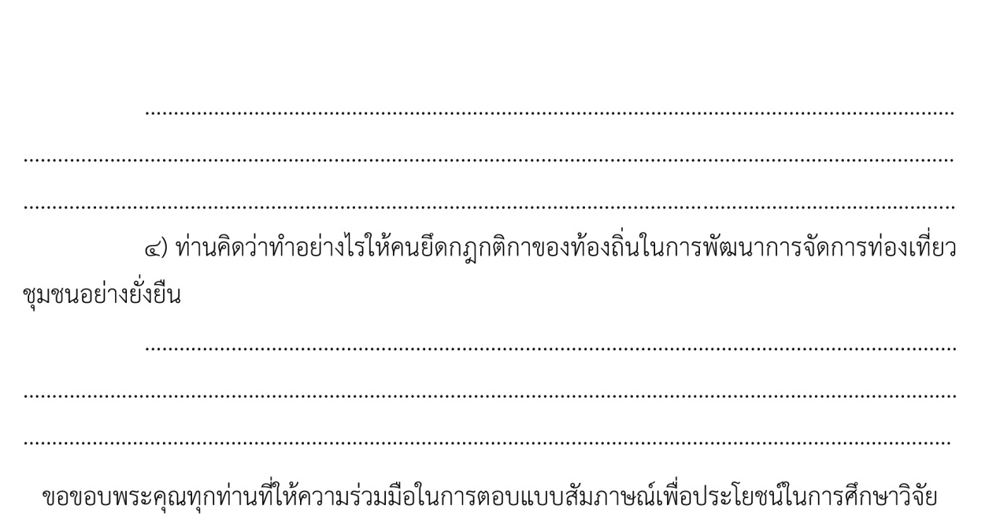 ................................................................................................................................................
................................................................................................................................................................
................................................................................................................................................................
๔) ท่านคิดว่าทำอย่างไรให้คนยึดกฎกติกาของท้องถิ่นในการพัฒนาการจัดการท่องเที่ยว
ชุมชนอย่างยั่งยืน
................................................................................................................................................
................................................................................................................................................................
................................................................................................................................................................
ขอขอบพระคุณทุกท่านที่ให้ความร่วมมือในการตอบแบบสัมภาษณ์เพื่อประโยชน์ในการศึกษาวิจัย